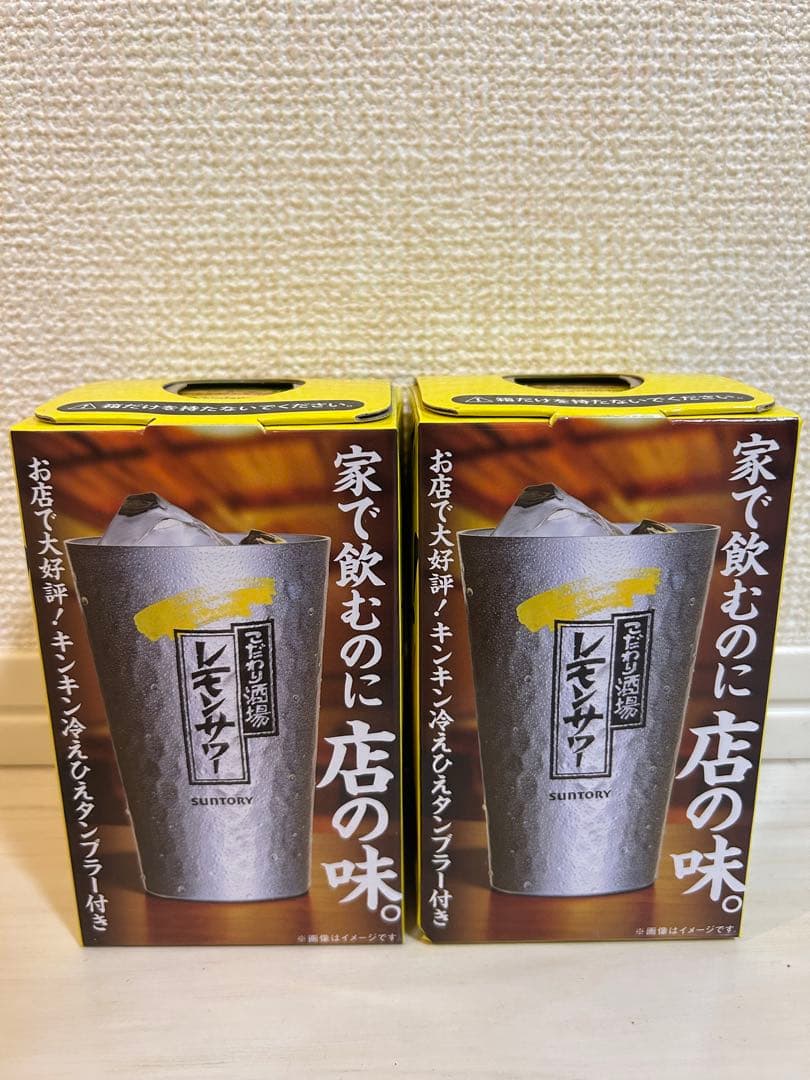 ⚠箱だけを持たないでください。
家で飲むのに店の味。
お店で大好評！キンキン冷えひえタンブラー付き
こだわり酒場
レモンサワー
SUNTORY
※画像はイメージです
⚠箱だけを持たないでください。
家で飲むのに店の味。
お店で大好評！キンキン冷えひえタンブラー付き
こだわり酒場
レモンサワー
SUNTORY
※画像はイメージです